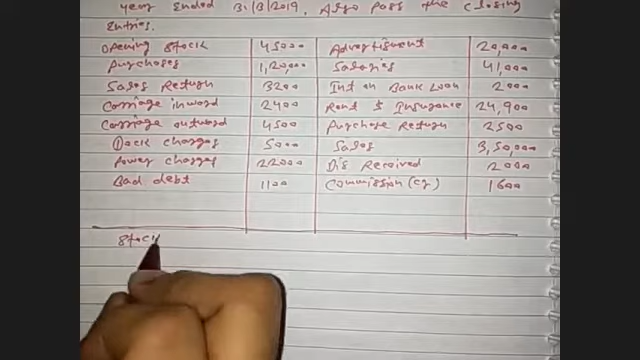 year ended 31/3/2019. Also pass the closing
Entries.
opening stock 45000 Advertisment 20,000
purchases 1,20,000 Salaries 41,000
Sales Return 3200 Int on Bank Loan 2000
Carriage inward 2400 Rent & Insurance 24,900
Carriage outward 4500 Purchase Return 2500
Dock charges 5000 Sales 3,50,000
Power charges 22000 Dis Received 2000
Bad debt 1100 Commission (cr) 1600
Stock